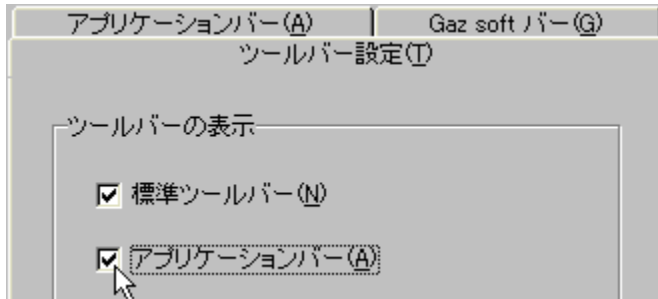 アプリケーションバー(A) Gaz soft バー(G)
ツールバー設定(T)
ツールバーの表示
標準ツールバー(N)
アプリケーションバー(A)